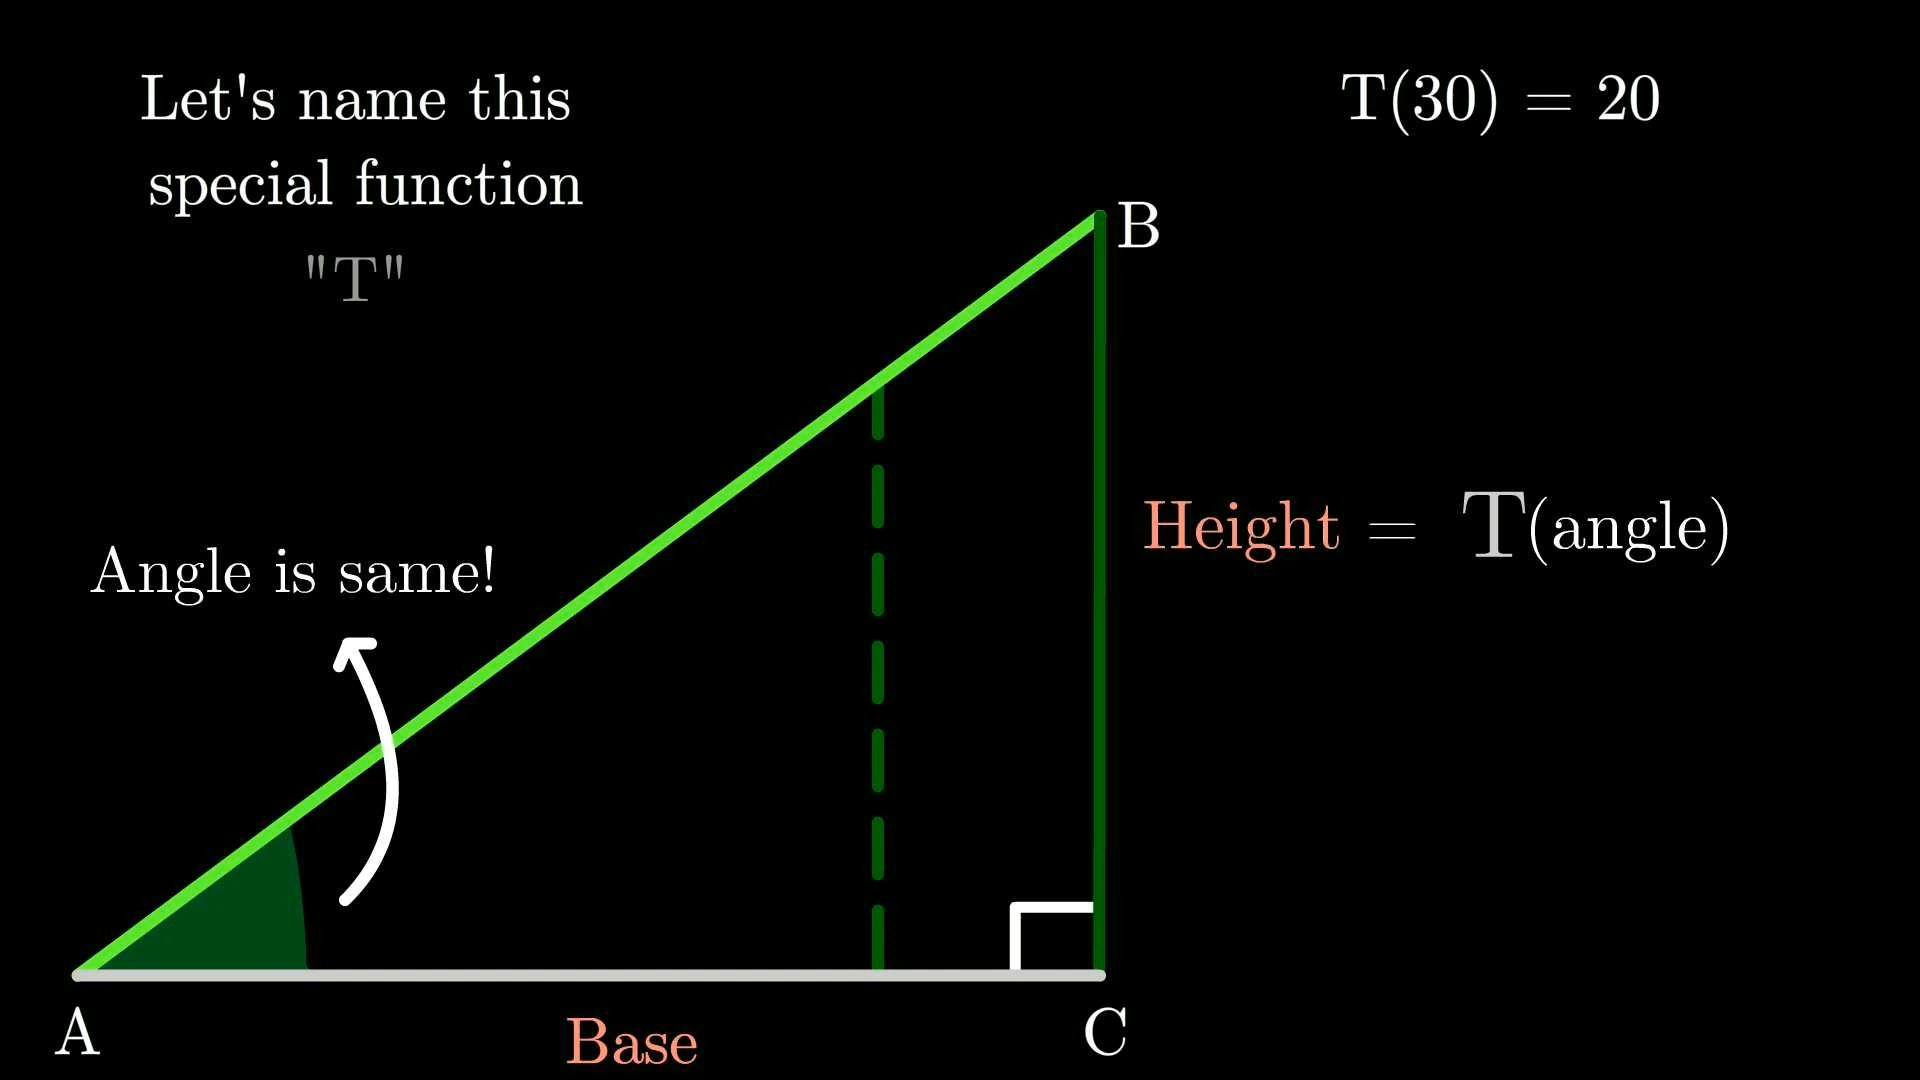 Let's name this
special function
"T"
T(30) = 20
B
Angle is same!
Height = T(angle)
A
Base
C